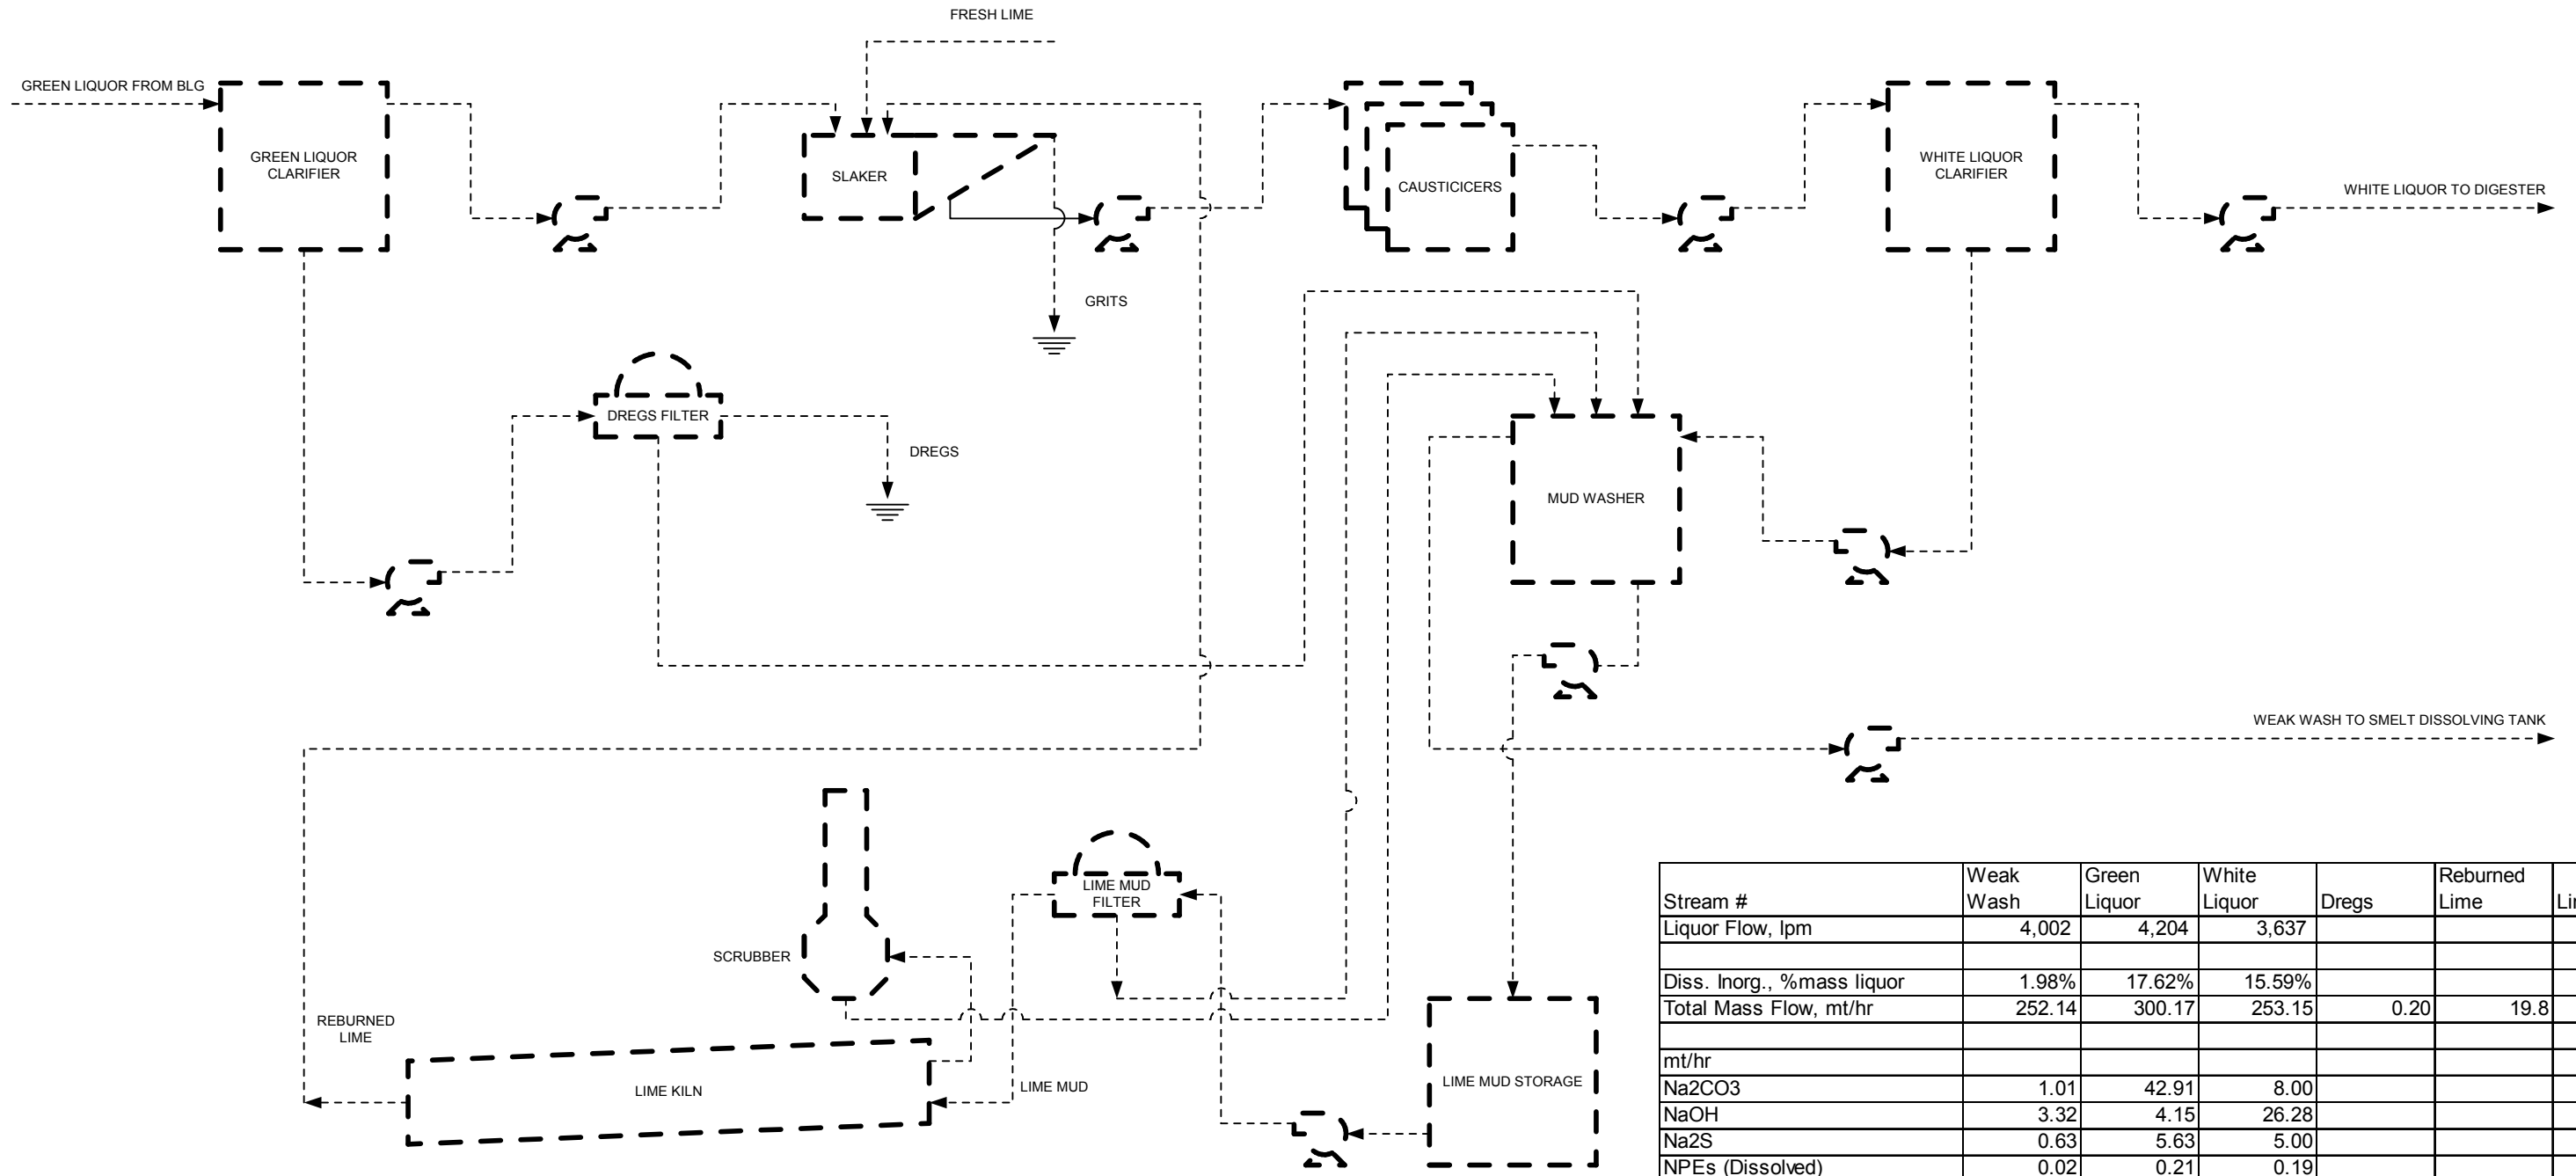 FRESH LIME
GREEN LIQUOR FROM BLG
GREEN LIQUOR
CLARIFIER
SLAKER
CAUSTICICERS
WHITE LIQUOR
CLARIFIER
WHITE LIQUOR TO DIGESTER
GRITS
DREGS FILTER
DREGS
MUD WASHER
WEAK WASH TO SMELT DISSOLVING TANK
LIME MUD
FILTER
SCRUBBER
REBURNED
LIME
LIME KILN
LIME MUD
LIME MUD STORAGE
Weak Green White Reburned
Stream # Wash Liquor Liquor Dregs Lime
Liquor Flow, lpm 4,002 4,204 3,637
Diss. Inorg., %mass liquor 1.98% 17.62% 15.59%
Total Mass Flow, mt/hr 252.14 300.17 253.15 0.20 19.8
mt/hr
Na2CO3 1.01 42.91 8.00
NaOH 3.32 4.15 26.28
Na2S 0.63 5.63 5.00
NPEs (Dissolved) 0.02 0.21 0.19